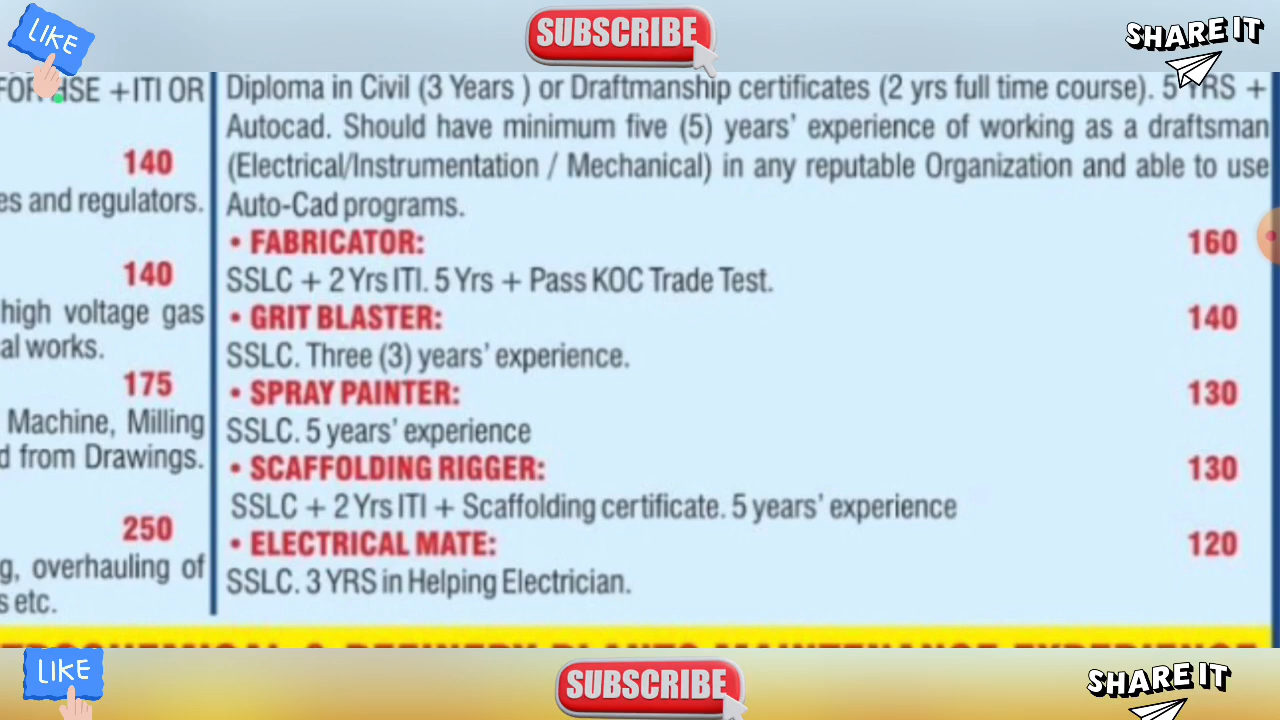 LIKE
SUBSCRIBE
SHARE IT
FOR HSE + ITI OR
140
es and regulators.
140
high voltage gas
al works.
175
Machine, Milling
d from Drawings.
250
g, overhauling of
s etc.
Diploma in Civil (3 Years ) or Draftmanship certificates (2 yrs full time course). 5 YRS +
Autocad. Should have minimum five (5) years' experience of working as a draftsman
(Electrical/Instrumentation / Mechanical) in any reputable Organization and able to use
Auto-Cad programs.
• FABRICATOR: 160
SSLC + 2 Yrs ITI. 5 Yrs + Pass KOC Trade Test.
• GRIT BLASTER: 140
SSLC. Three (3) years' experience.
• SPRAY PAINTER: 130
SSLC. 5 years' experience
• SCAFFOLDING RIGGER: 130
SSLC + 2 Yrs ITI + Scaffolding certificate. 5 years' experience
• ELECTRICAL MATE: 120
SSLC. 3 YRS in Helping Electrician.
LIKE
SUBSCRIBE
SHARE IT